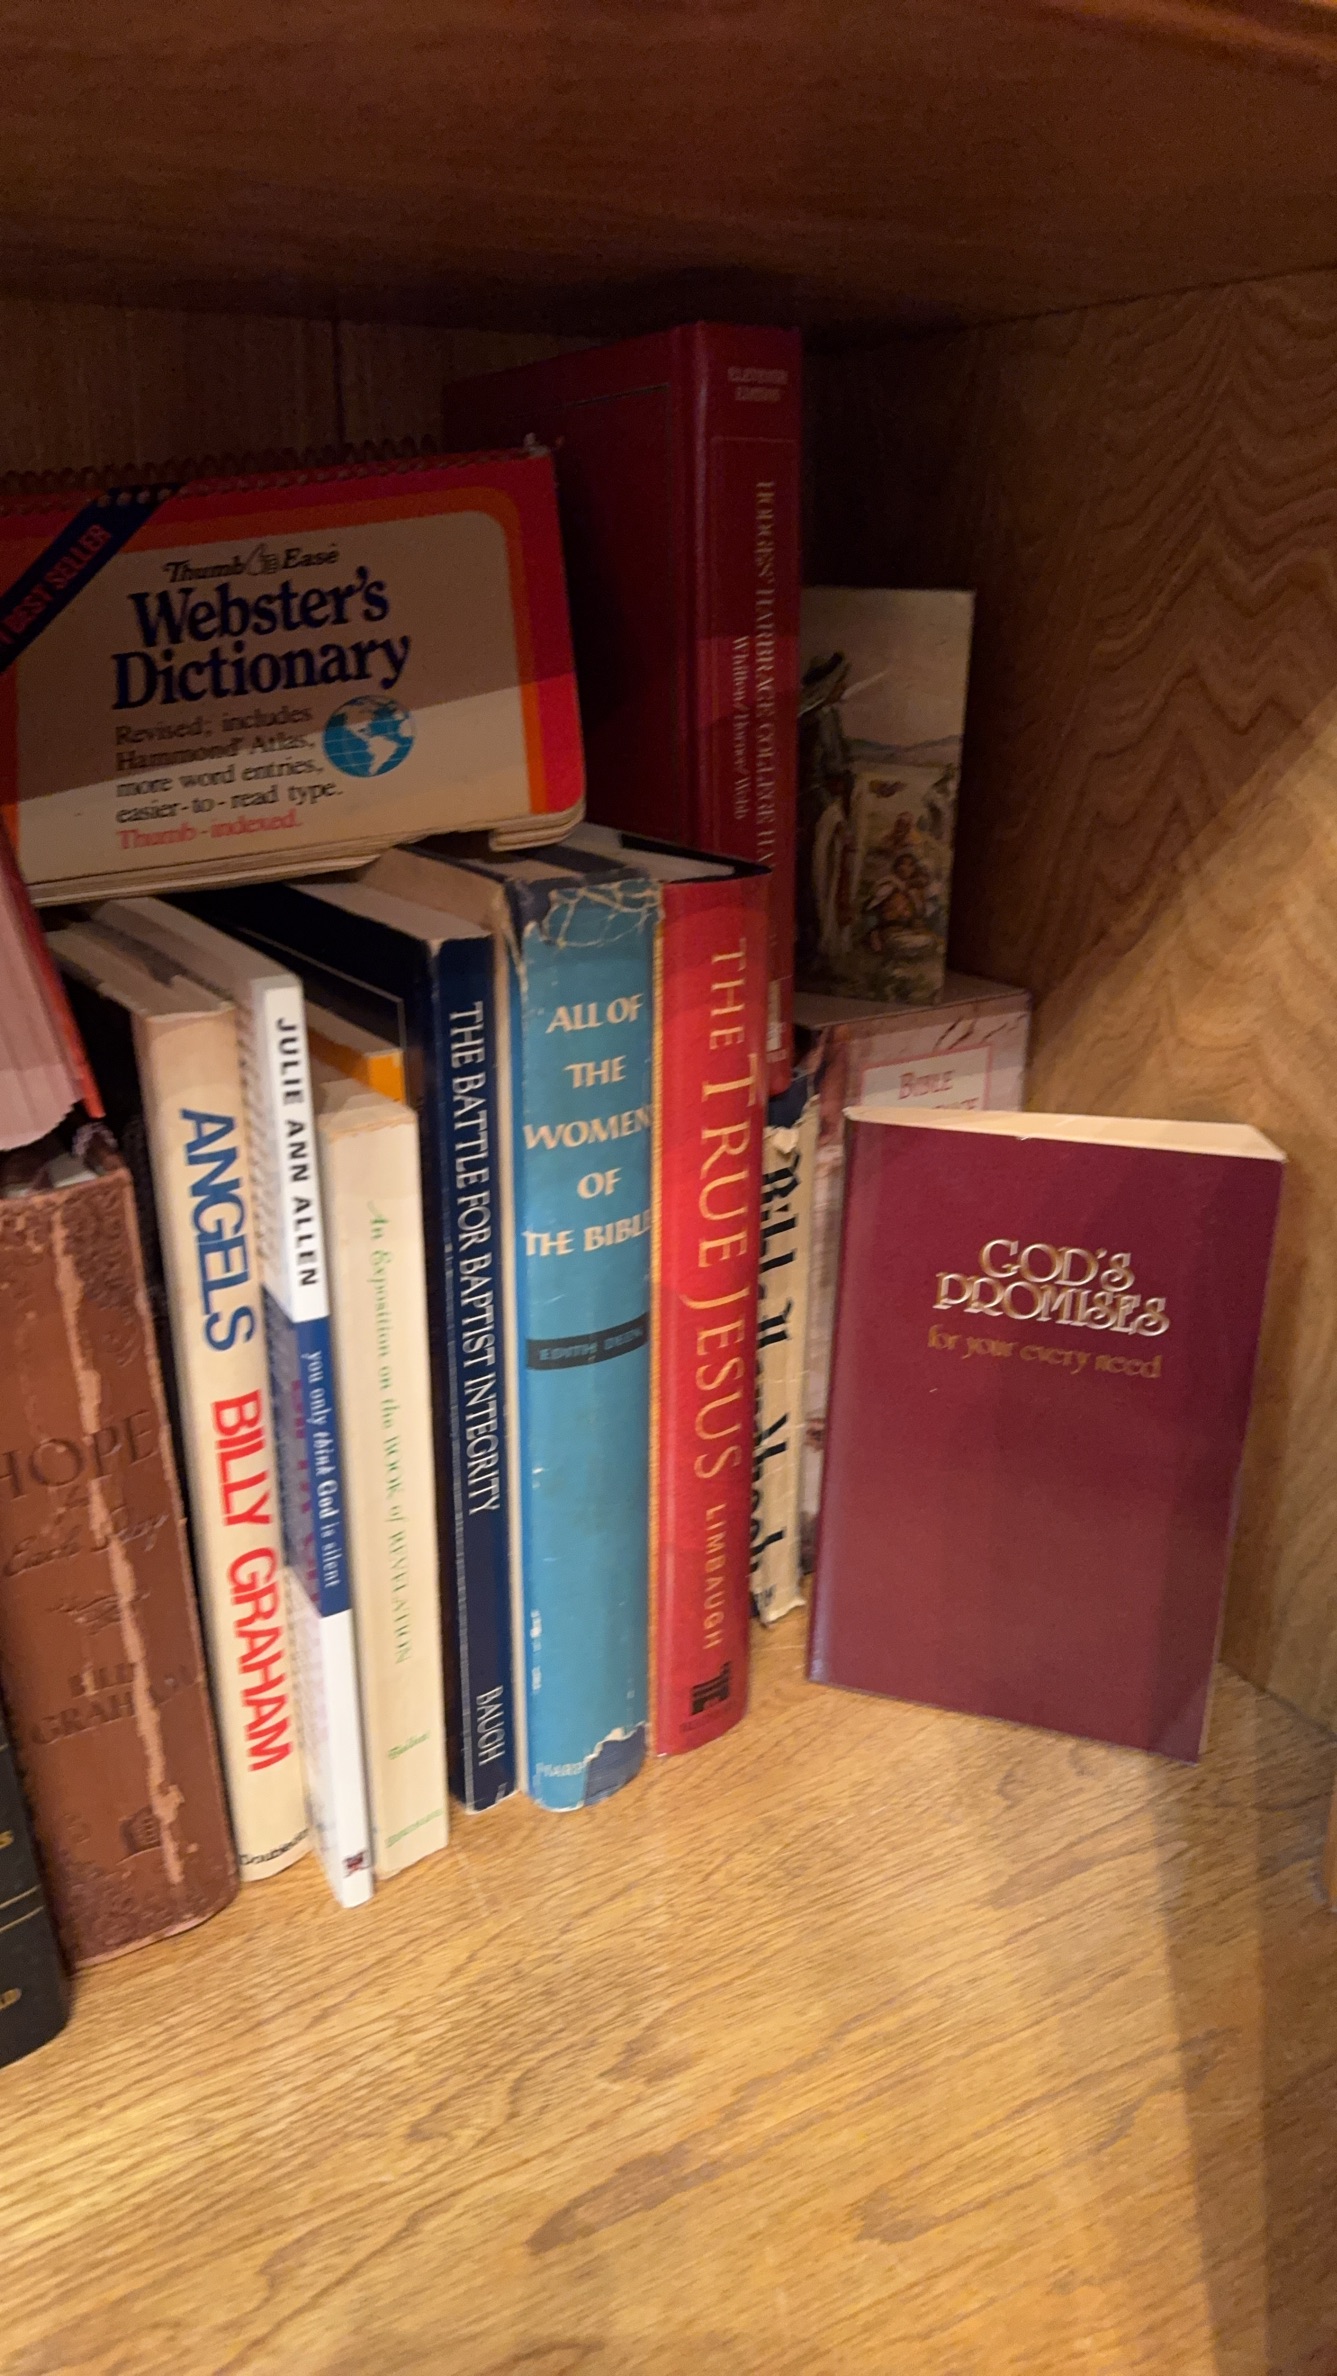 BEST SELLER
Thumb Ease
Webster's
Dictionary
Revised; includes
Hammond Atlas,
more word entries,
easier-to-read type.
Thumb-indexed.
HODGES' HARBRACE COLLEGE
HOPE
Each Day
BILLY
GRAHAM
ANGELS BILLY GRAHAM
JULIE ANN ALLEN you only think God is silent
An Exposition on the BOOK of REVELATION
THE BATTLE FOR BAPTIST INTEGRITY BAUGH
ALL OF
THE
WOMEN
OF
THE BIBLE
EDITH DEEN
THE TRUE JESUS LIMBAUGH
BIBLE
GOD'S
PROMISES
for your every need